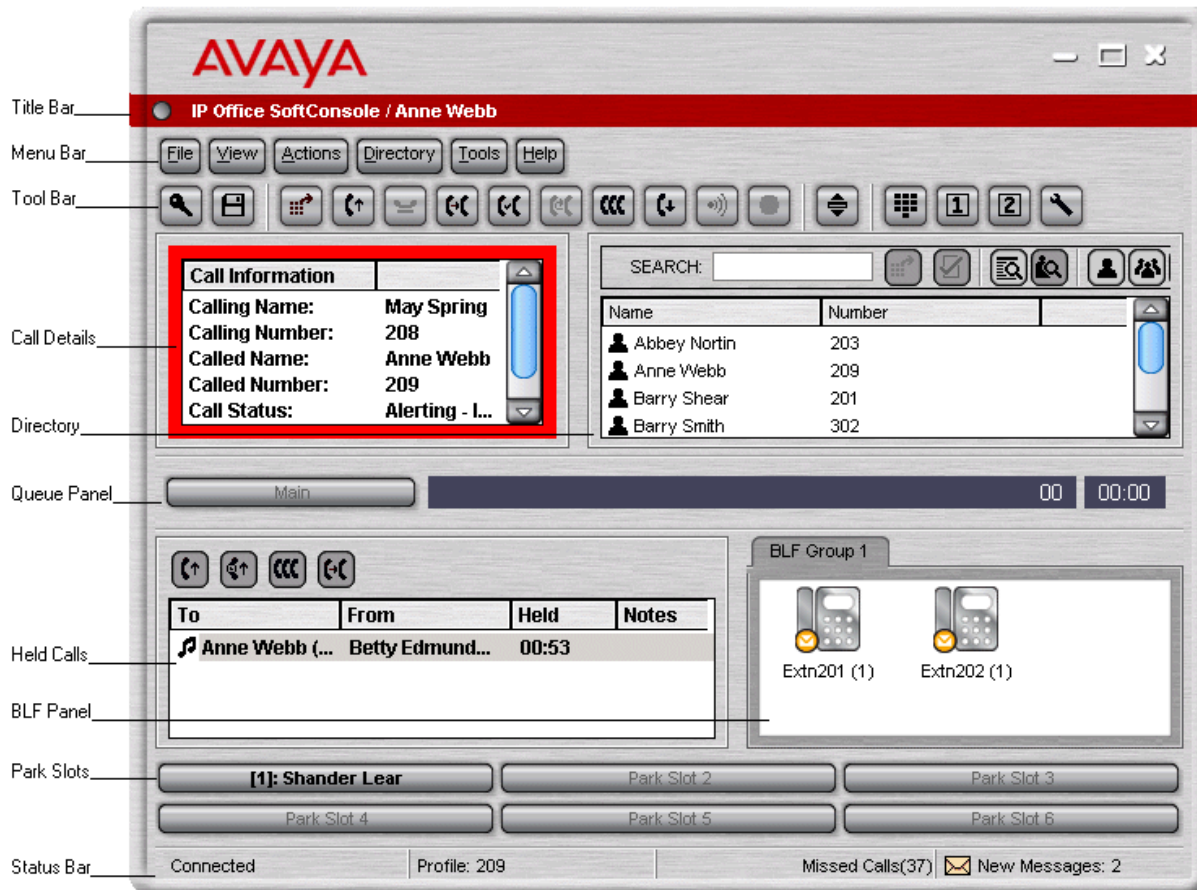 AVAYA
Title Bar
IP Office SoftConsole / Anne Webb
Menu Bar
File View Actions Directory Tools Help
Tool Bar
1 2
Call Details
Call Information
Calling Name: May Spring
Calling Number: 208
Called Name: Anne Webb
Called Number: 209
Call Status: Alerting - I...
Directory
SEARCH:
Name Number
Abbey Nortin 203
Anne Webb 209
Barry Shear 201
Barry Smith 302
Queue Panel
Main 00 00:00
Held Calls
To From Held Notes
Anne Webb (... Betty Edmund... 00:53
BLF Panel
BLF Group 1
Extn201 (1) Extn202 (1)
Park Slots
[1]: Shander Lear Park Slot 2 Park Slot 3
Park Slot 4 Park Slot 5 Park Slot 6
Status Bar
Connected Profile: 209 Missed Calls(37) New Messages: 2